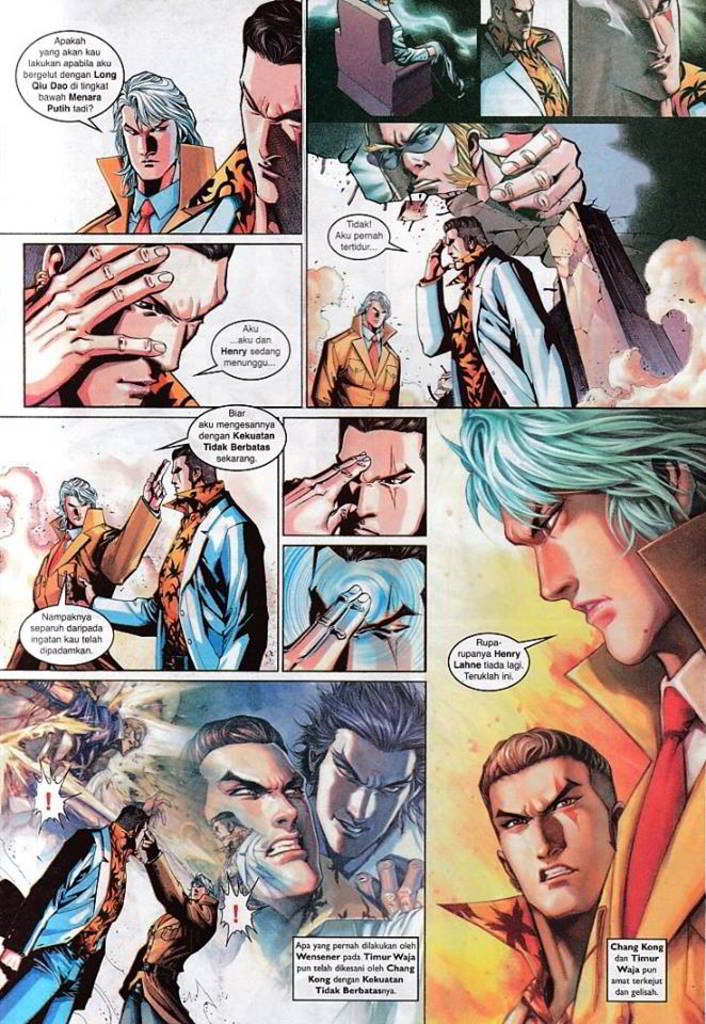 Apakah
yang akan kau
lakukan apabila aku
bergelut dengan Long
Qiu Dao di tingkat
bawah Menara
Putih tadi?
Tidak!
Aku pernah
tertidur...
Aku
...aku dan
Henry sedang
menunggu...
Biar
aku mengesannya
dengan Kekuatan
Tidak Berbatas
sekarang.
Nampaknya
separuh daripada
ingatan kau telah
dipadamkan.
Rupa-
rupanya Henry
Lahne tiada lagi.
Teruklah ini.
!
!
Apa yang pernah dilakukan oleh
Wensener pada Timur Waja
pun telah dikesani oleh Chang
Kong dengan Kekuatan
Tidak Berbatasnya.
Chang Kong
dan Timur
Waja pun
amat terkejut
dan gelisah.